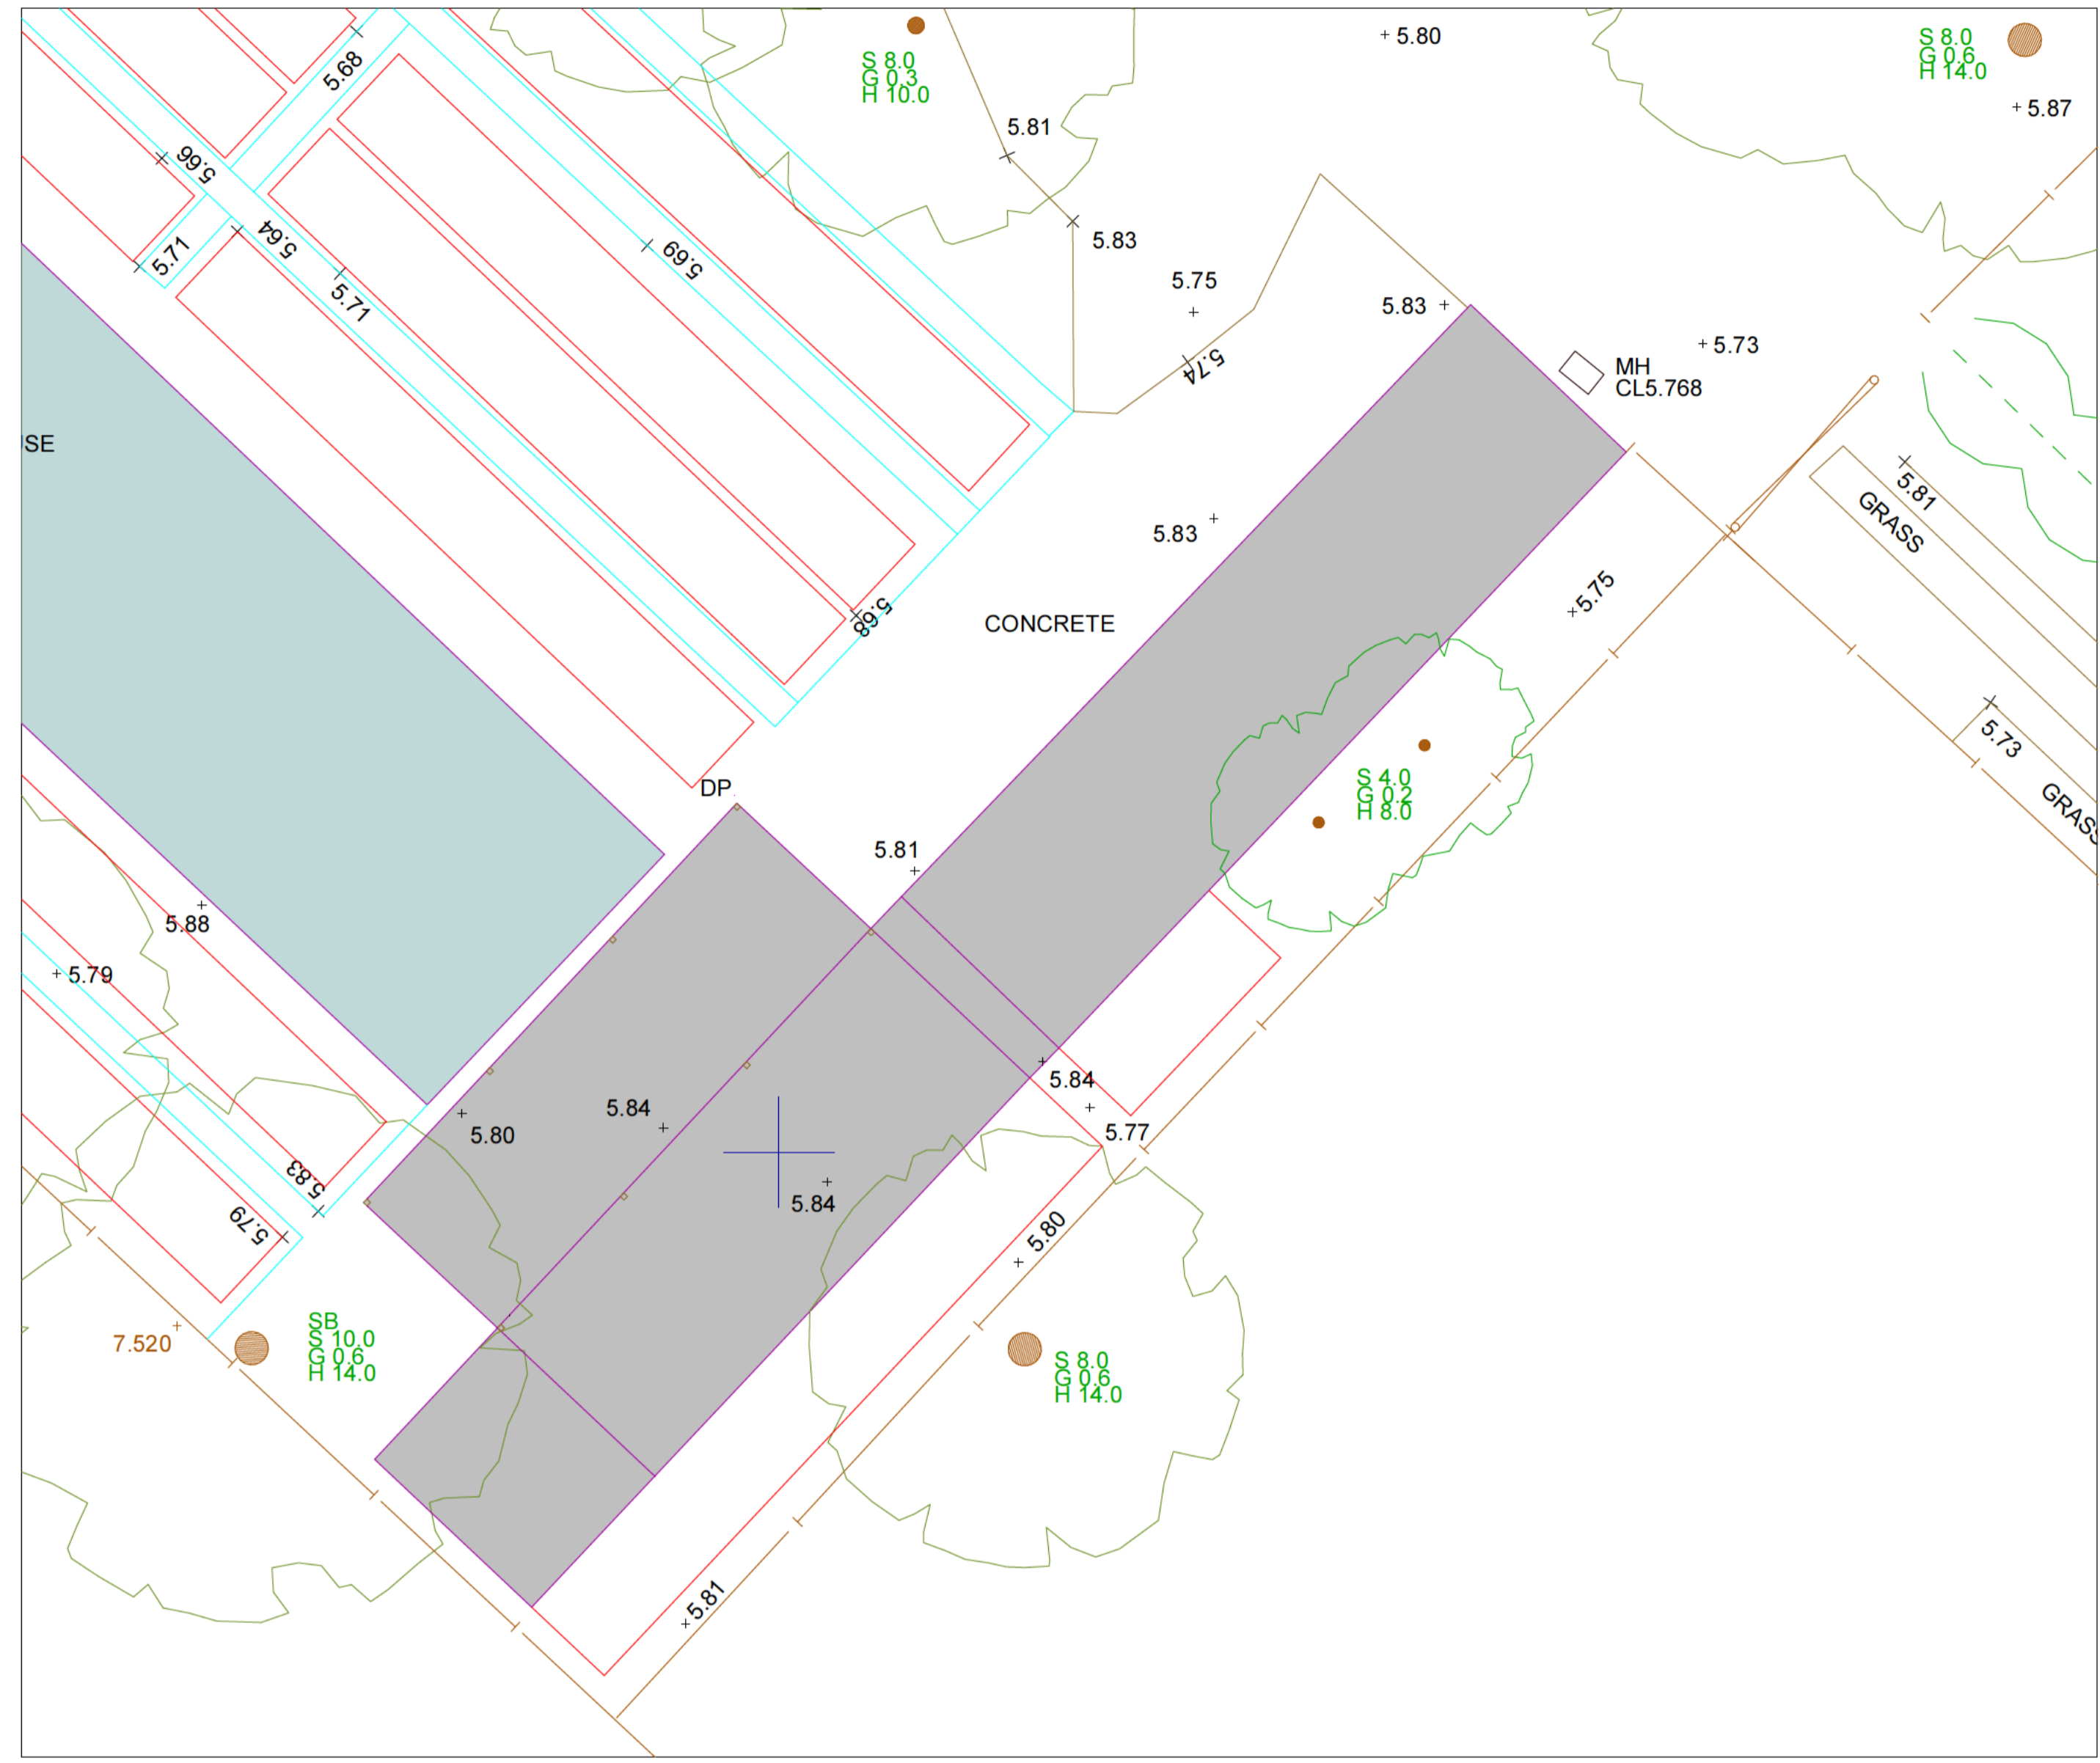 5.80
S 8.0
G 0.6
H 14.0
S 8.0
G 0.3
H 10.0
5.68
5.87
5.81
5.66
5.64
5.71
5.83
5.69
5.75
5.71
5.83
5.73
5.74
MH
CL5.768
SE
5.81
GRASS
5.83
5.75
5.68
CONCRETE
5.73
DP
S 4.0
G 0.2
H 8.0
GRASS
5.81
5.88
5.79
5.84
5.84
5.80
5.77
5.83
5.84
5.79
5.80
7.520
SB
S 10.0
G 0.6
H 14.0
S 8.0
G 0.6
H 14.0
5.81